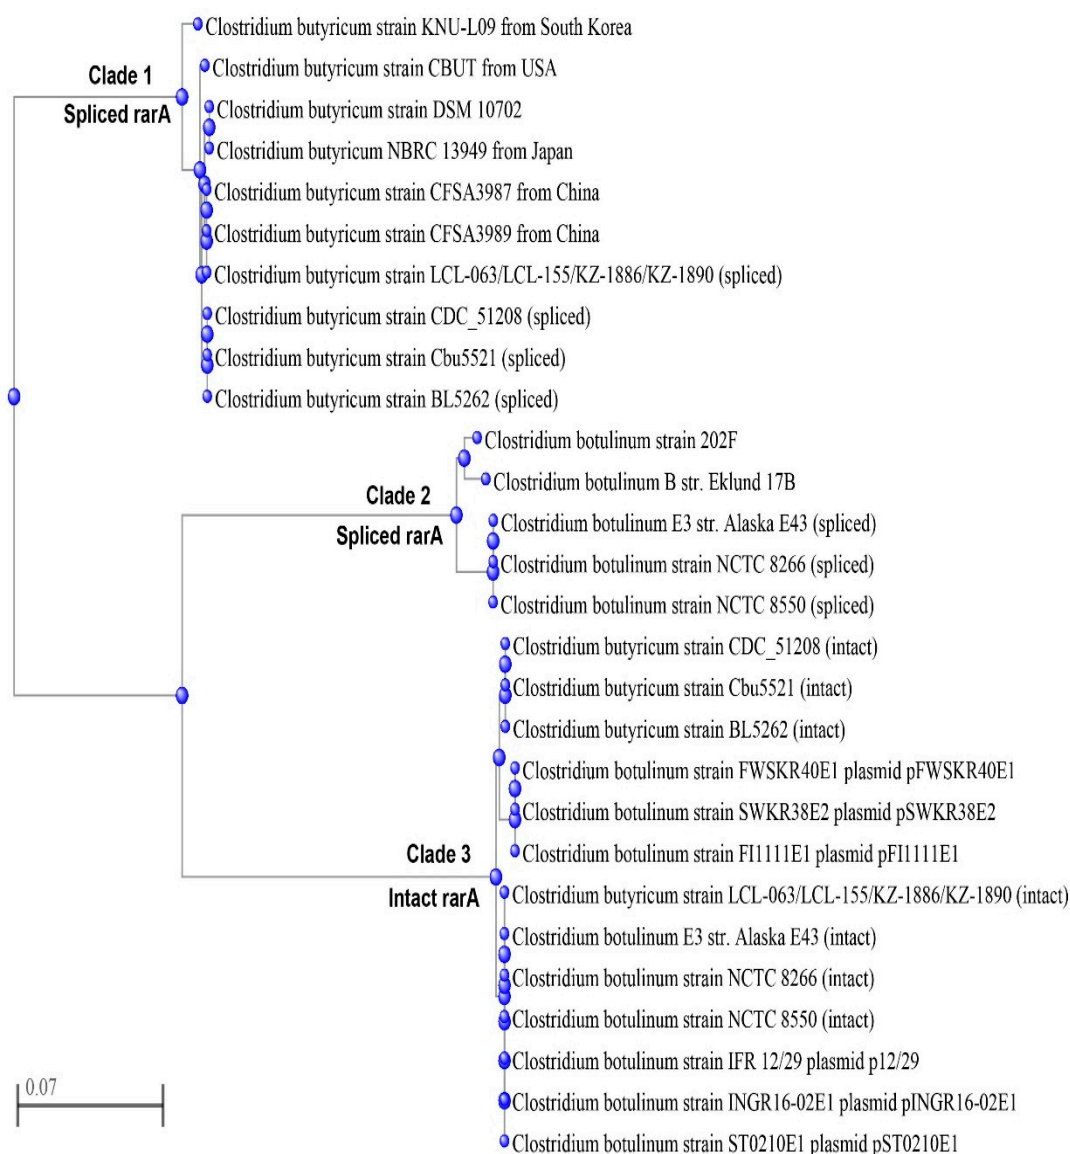 Clostridium butyricum strain KNU-L09 from South Korea
Clostridium butyricum strain CBUT from USA
Clade 1
Spliced rarA
Clostridium butyricum strain DSM 10702
Clostridium butyricum NBRC 13949 from Japan
Clostridium butyricum strain CFSA3987 from China
Clostridium butyricum strain CFSA3989 from China
Clostridium butyricum strain LCL-063/LCL-155/KZ-1886/KZ-1890 (spliced)
Clostridium butyricum strain CDC_51208 (spliced)
Clostridium butyricum strain Cbu5521 (spliced)
Clostridium butyricum strain BL5262 (spliced)
Clostridium botulinum strain 202F
Clostridium botulinum B str. Eklund 17B
Clade 2
Spliced rarA
Clostridium botulinum E3 str. Alaska E43 (spliced)
Clostridium botulinum strain NCTC 8266 (spliced)
Clostridium botulinum strain NCTC 8550 (spliced)
Clostridium butyricum strain CDC_51208 (intact)
Clostridium butyricum strain Cbu5521 (intact)
Clostridium butyricum strain BL5262 (intact)
Clostridium botulinum strain FWSKR40E1 plasmid pFWSKR40E1
Clostridium botulinum strain SWKR38E2 plasmid pSWKR38E2
Clostridium botulinum strain FI1111E1 plasmid pFI1111E1
Clade 3
Intact rarA
Clostridium butyricum strain LCL-063/LCL-155/KZ-1886/KZ-1890 (intact)
Clostridium botulinum E3 str. Alaska E43 (intact)
Clostridium botulinum strain NCTC 8266 (intact)
Clostridium botulinum strain NCTC 8550 (intact)
Clostridium botulinum strain IFR 12/29 plasmid p12/29
Clostridium botulinum strain INGR16-02E1 plasmid pINGR16-02E1
Clostridium botulinum strain ST0210E1 plasmid pST0210E1
0.07